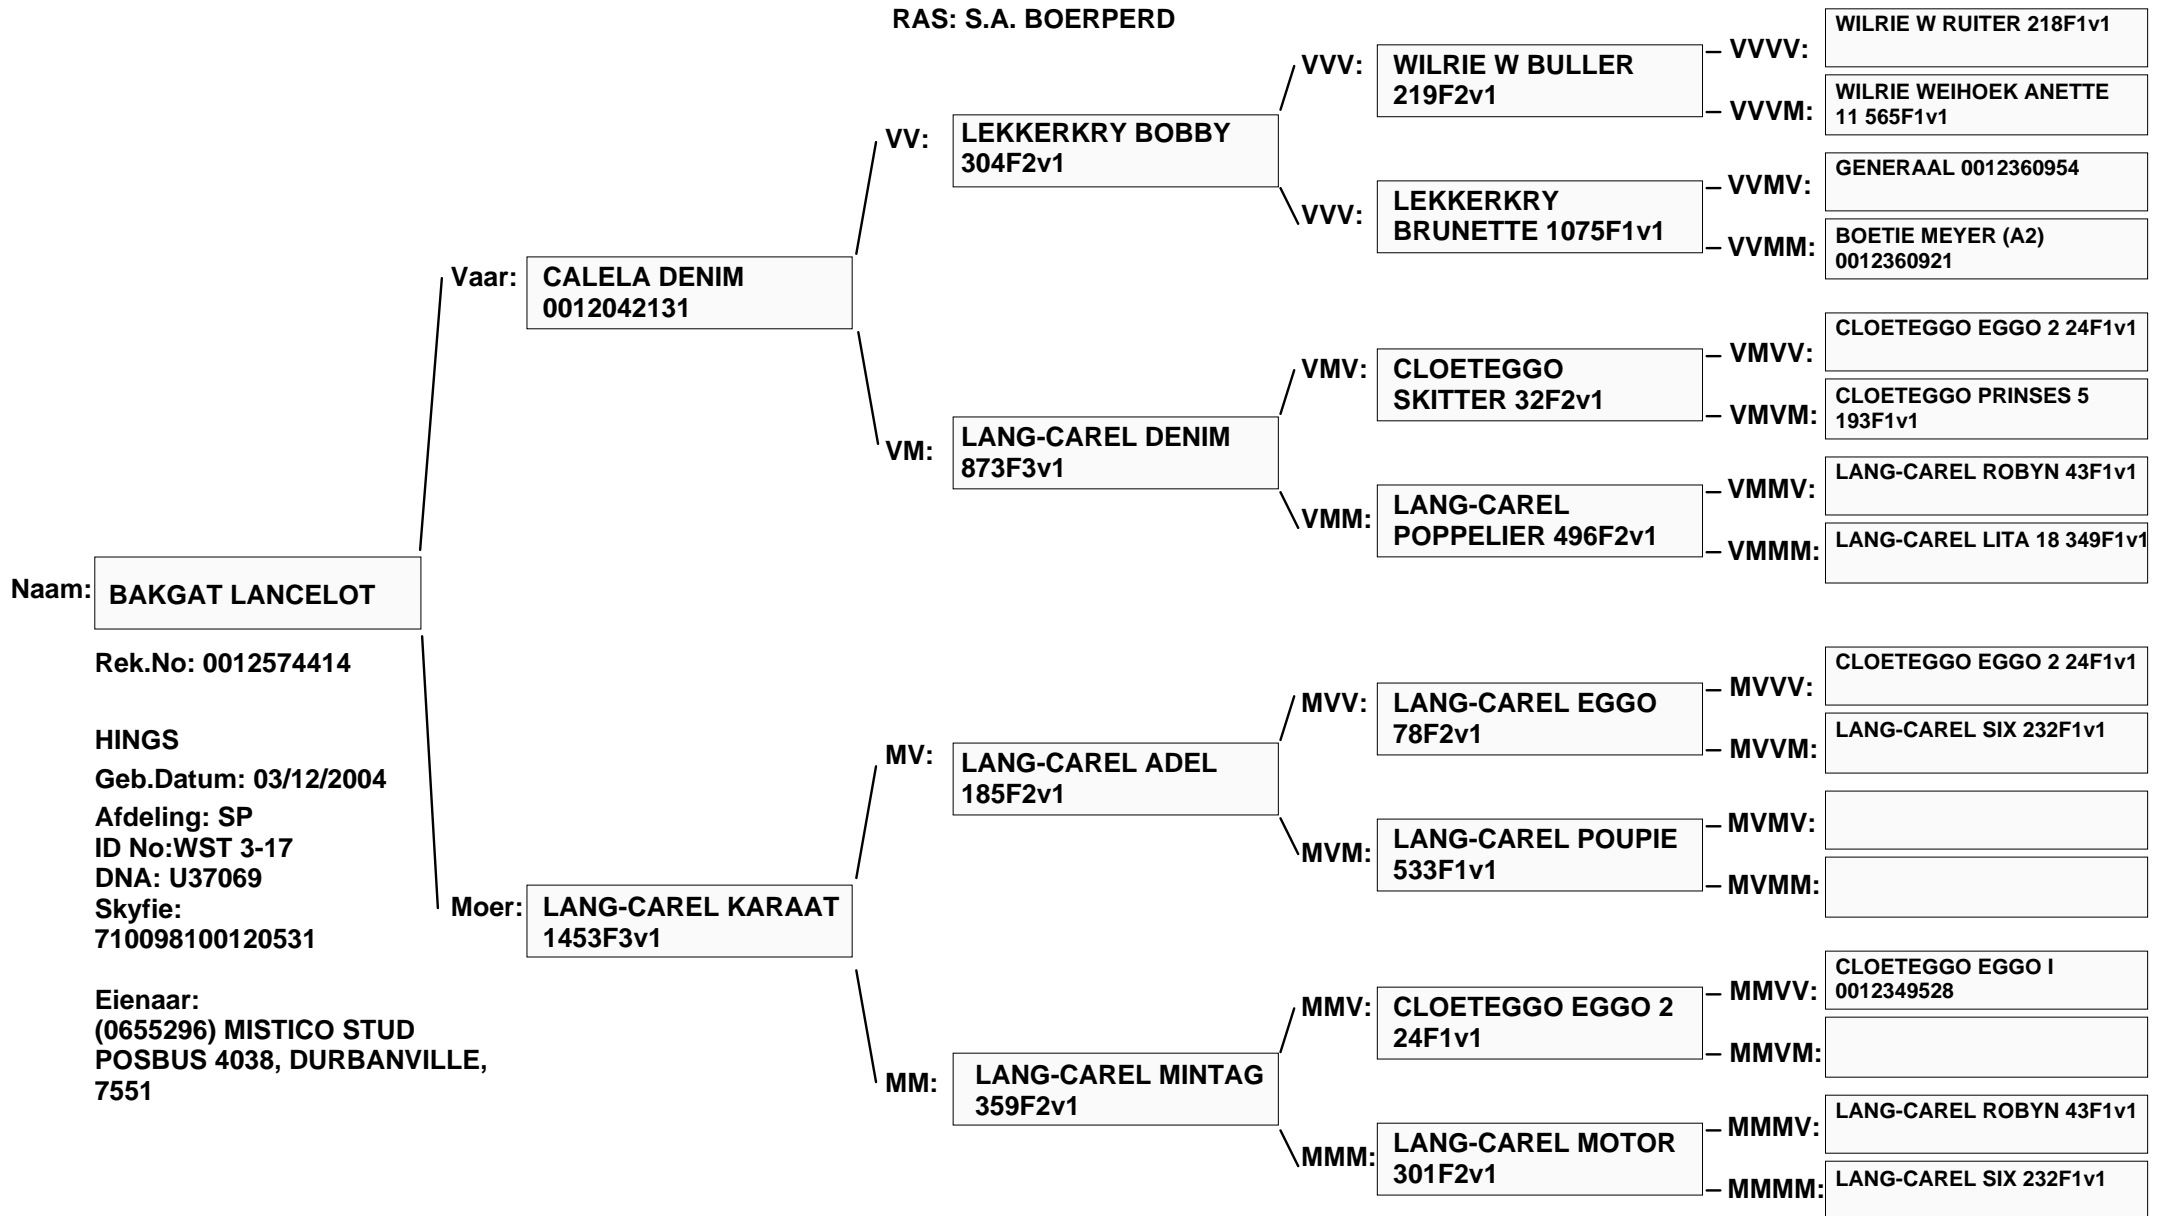 RAS: S.A. BOERPERD
Naam:
BAKGAT LANCELOT
Rek.No: 0012574414
HINGS
Geb.Datum: 03/12/2004
Afdeling: SP
ID No:WST 3-17
DNA: U37069
Skyfie:
710098100120531
Eienaar:
(0655296) MISTICO STUD
POSBUS 4038, DURBANVILLE,
7551
Vaar:
CALELA DENIM
0012042131
Moer:
LANG-CAREL KARAAT
1453F3v1
VV:
LEKKERKRY BOBBY
304F2v1
VM:
LANG-CAREL DENIM
873F3v1
MV:
LANG-CAREL ADEL
185F2v1
MM:
LANG-CAREL MINTAG
359F2v1
VVV:
WILRIE W BULLER
219F2v1
VVV:
LEKKERKRY
BRUNETTE 1075F1v1
VMV:
CLOETEGGO
SKITTER 32F2v1
VMM:
LANG-CAREL
POPPELIER 496F2v1
MVV:
LANG-CAREL EGGO
78F2v1
MVM:
LANG-CAREL POUPIE
533F1v1
MMV:
CLOETEGGO EGGO 2
24F1v1
MMM:
LANG-CAREL MOTOR
301F2v1
– VVVV:
WILRIE W RUITER 218F1v1
– VVVM:
WILRIE WEIHOEK ANETTE
11 565F1v1
– VVMV:
GENERAAL 0012360954
– VVMM:
BOETIE MEYER (A2)
0012360921
– VMVV:
CLOETEGGO EGGO 2 24F1v1
– VMVM:
CLOETEGGO PRINSES 5
193F1v1
– VMMV:
LANG-CAREL ROBYN 43F1v1
– VMMM:
LANG-CAREL LITA 18 349F1v1
– MVVV:
CLOETEGGO EGGO 2 24F1v1
– MVVM:
LANG-CAREL SIX 232F1v1
– MVMV:
– MVMM:
– MMVV:
CLOETEGGO EGGO I
0012349528
– MMVM:
– MMMV:
LANG-CAREL ROBYN 43F1v1
– MMMM:
LANG-CAREL SIX 232F1v1